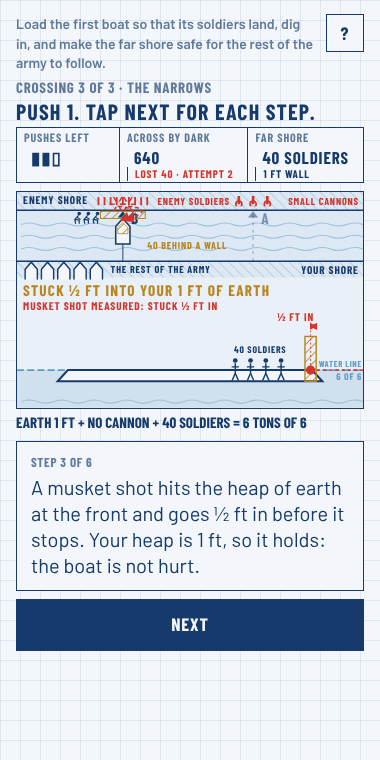 Load the first boat so that its soldiers land, dig
in, and make the far shore safe for the rest of the
army to follow.
?
CROSSING 3 OF 3 · THE NARROWS
PUSH 1. TAP NEXT FOR EACH STEP.
PUSHES LEFT
ACROSS BY DARK
640
LOST 40 · ATTEMPT 2
FAR SHORE
40 SOLDIERS
1 FT WALL
ENEMY SHORE
ENEMY SOLDIERS
SMALL CANNONS
B
A
40 BEHIND A WALL
THE REST OF THE ARMY
YOUR SHORE
STUCK ½ FT INTO YOUR 1 FT OF EARTH
MUSKET SHOT MEASURED: STUCK ½ FT IN
½ FT IN
40 SOLDIERS
WATER LINE
6 OF 6
EARTH 1 FT + NO CANNON + 40 SOLDIERS = 6 TONS OF 6
STEP 3 OF 6
A musket shot hits the heap of earth
at the front and goes ½ ft in before it
stops. Your heap is 1 ft, so it holds:
the boat is not hurt.
NEXT